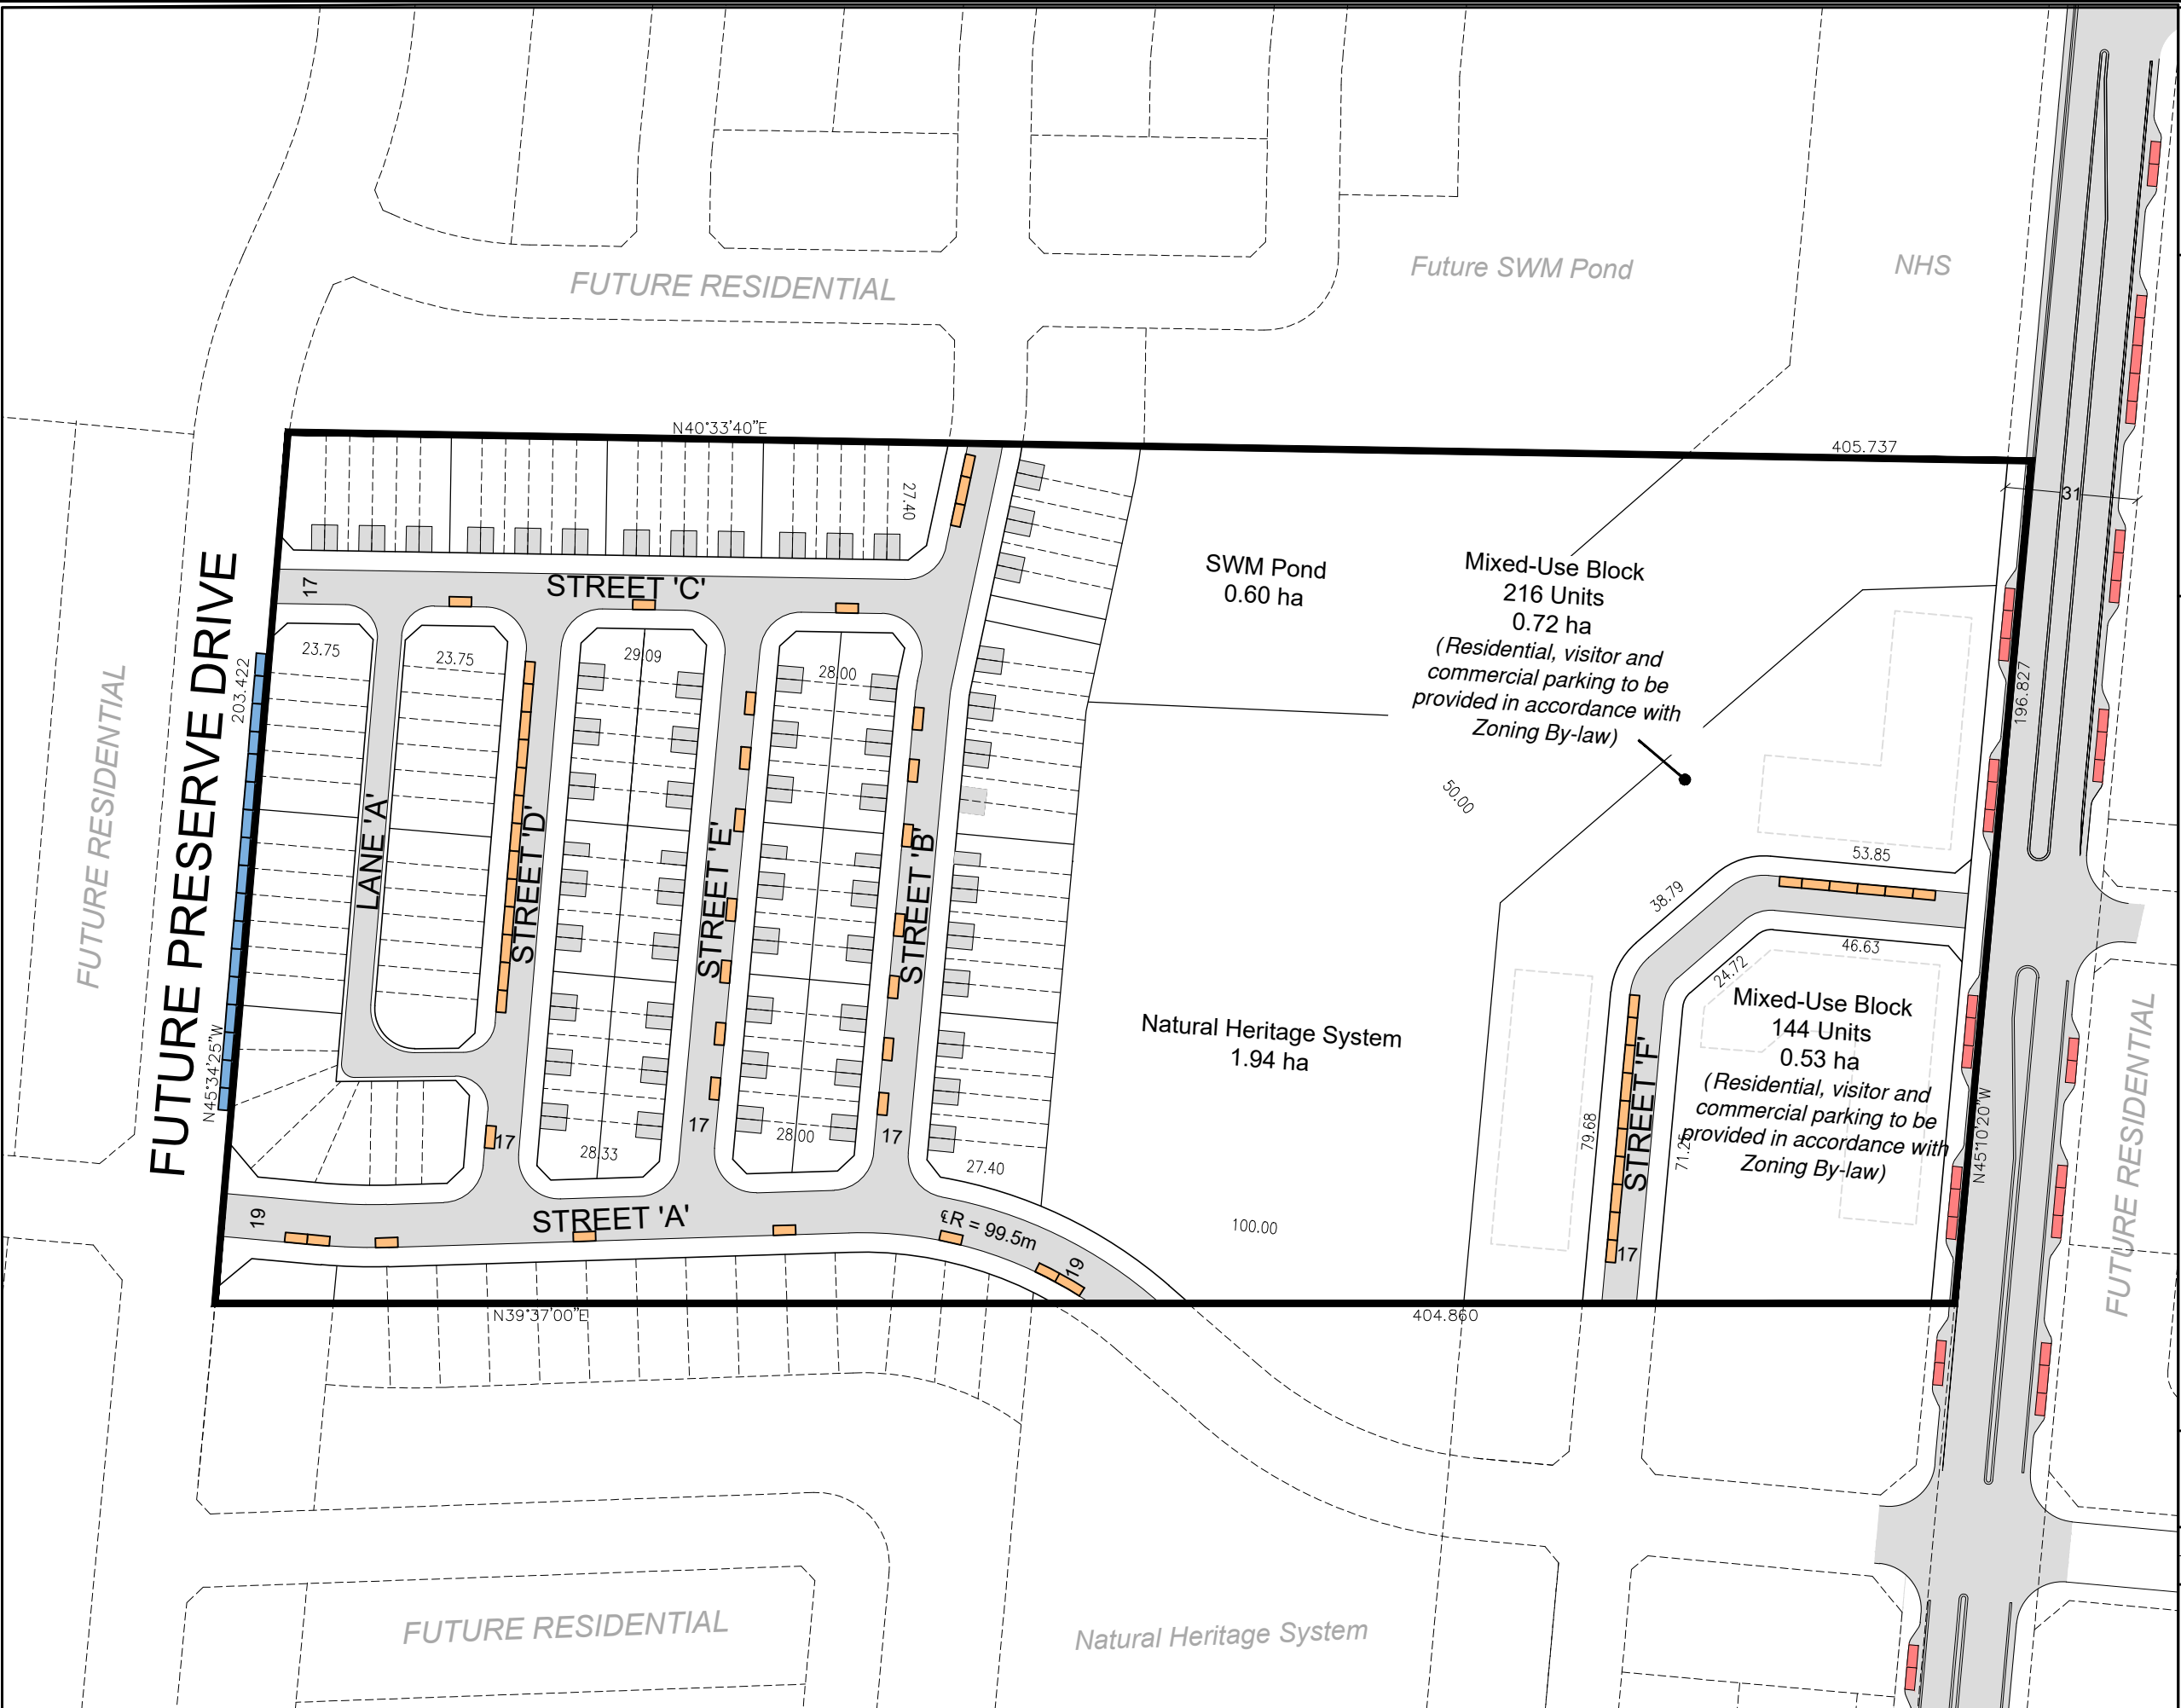 FUTURE RESIDENTIAL
Future SWM Pond
NHS
N40°33'40"E
405.737
31
27.40
SWM Pond
0.60 ha
Mixed-Use Block
216 Units
0.72 ha
(Residential, visitor and
commercial parking to be
provided in accordance with
Zoning By-law)
17
STREET 'C'
23.75
23.75
29.09
28.00
203.422
196.827
FUTURE RESIDENTIAL
FUTURE PRESERVE DRIVE
LANE 'A'
STREET 'D'
STREET 'E'
STREET 'B'
50.00
53.85
38.79
46.63
24.72
Mixed-Use Block
144 Units
0.53 ha
(Residential, visitor and
commercial parking to be
provided in accordance with
Zoning By-law)
Natural Heritage System
1.94 ha
N45°34'25"W
N45°10'20"W
FUTURE RESIDENTIAL
STREET 'F'
79.68
71.25
17
17
17
28.33
28.00
27.40
19
STREET 'A'
℄R = 99.5m
19
100.00
17
N39°37'00"E
404.860
FUTURE RESIDENTIAL
Natural Heritage System